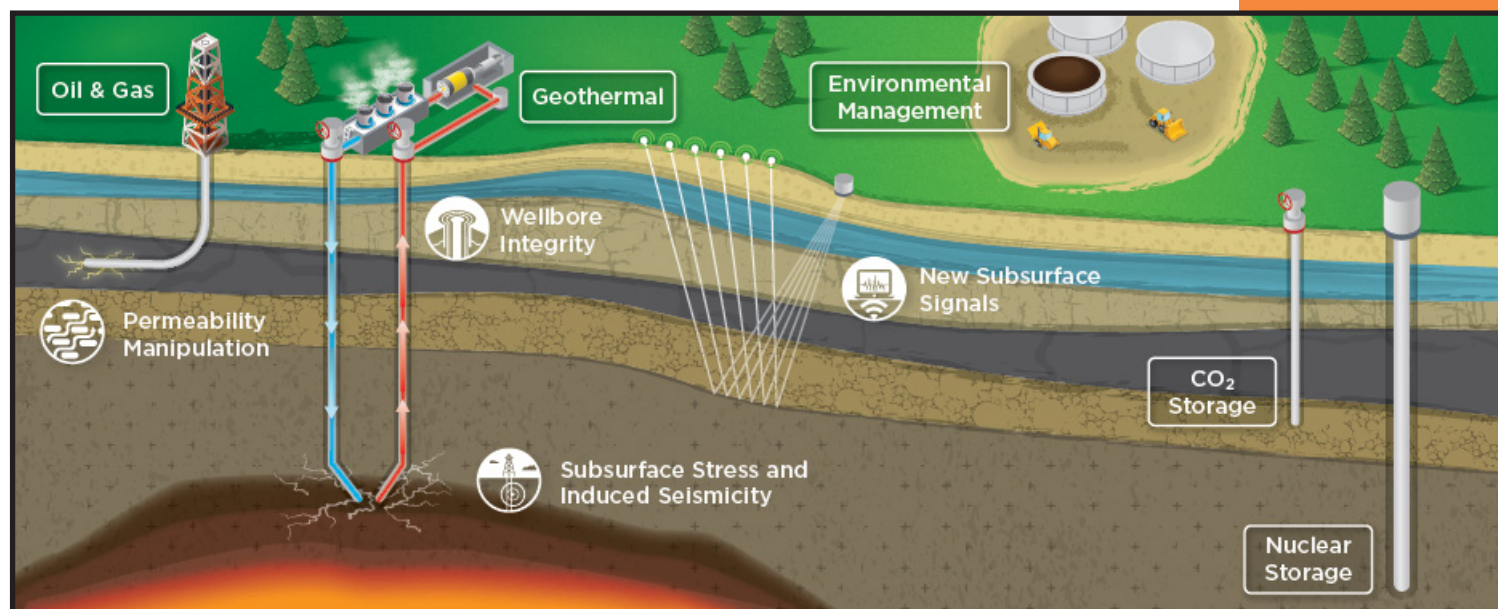 Oil & Gas
Geothermal
Environmental
Management
Wellbore
Integrity
New Subsurface
Signals
Permeability
Manipulation
CO₂
Storage
Subsurface Stress and
Induced Seismicity
Nuclear
Storage